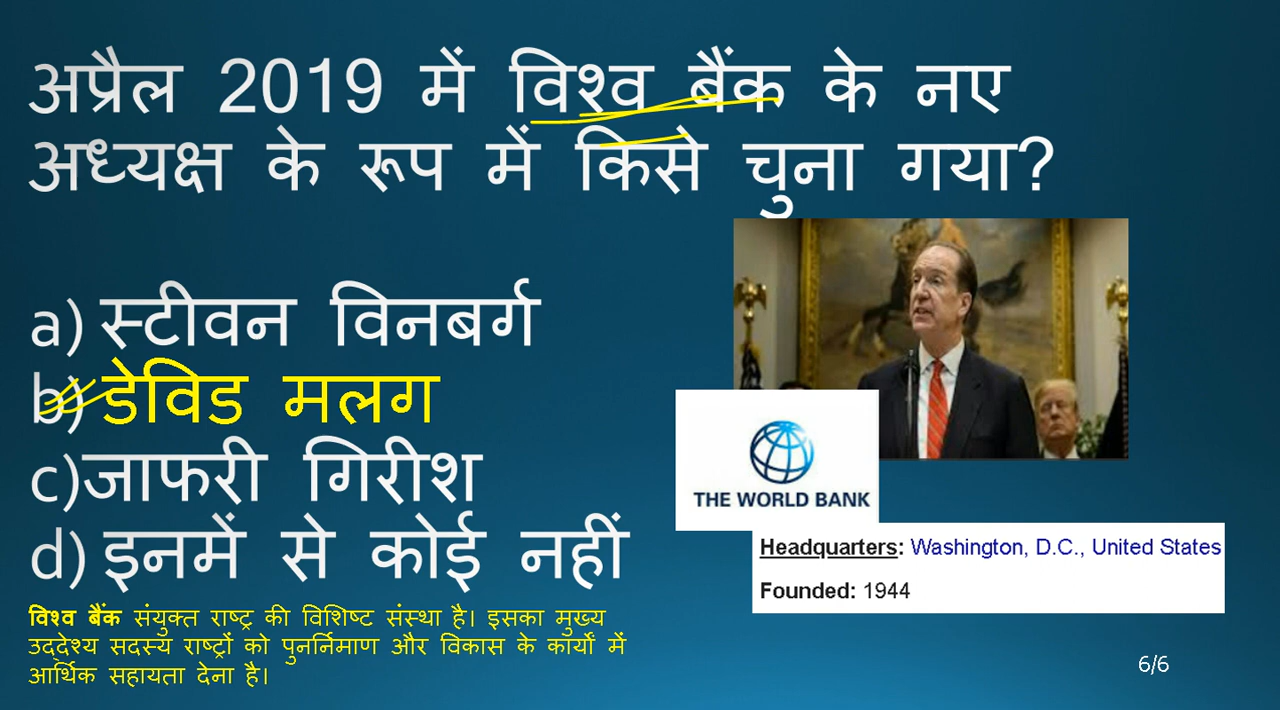 अप्रैल 2019 में विश्व बैंक के नए
अध्यक्ष के रूप में किसे चुना गया?
a) स्टीवन विनबर्ग
b) डेविड मलग
c)जाफरी गिरीश
d) इनमें से कोई नहीं
THE WORLD BANK
Headquarters: Washington, D.C., United States
Founded: 1944
विश्व बैंक संयुक्त राष्ट्र की विशिष्ट संस्था है। इसका मुख्य
उद्देश्य सदस्य राष्ट्रों को पुनर्निमाण और विकास के कार्यों में
आर्थिक सहायता देना है।
6/6